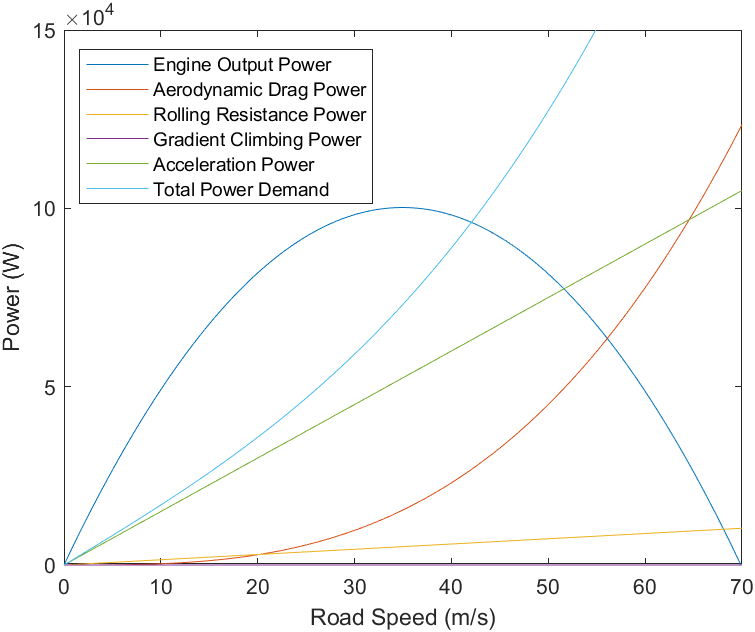 ×10⁴
15
10
5
0
Power (W)
Engine Output Power
Aerodynamic Drag Power
Rolling Resistance Power
Gradient Climbing Power
Acceleration Power
Total Power Demand
0 10 20 30 40 50 60 70
Road Speed (m/s)